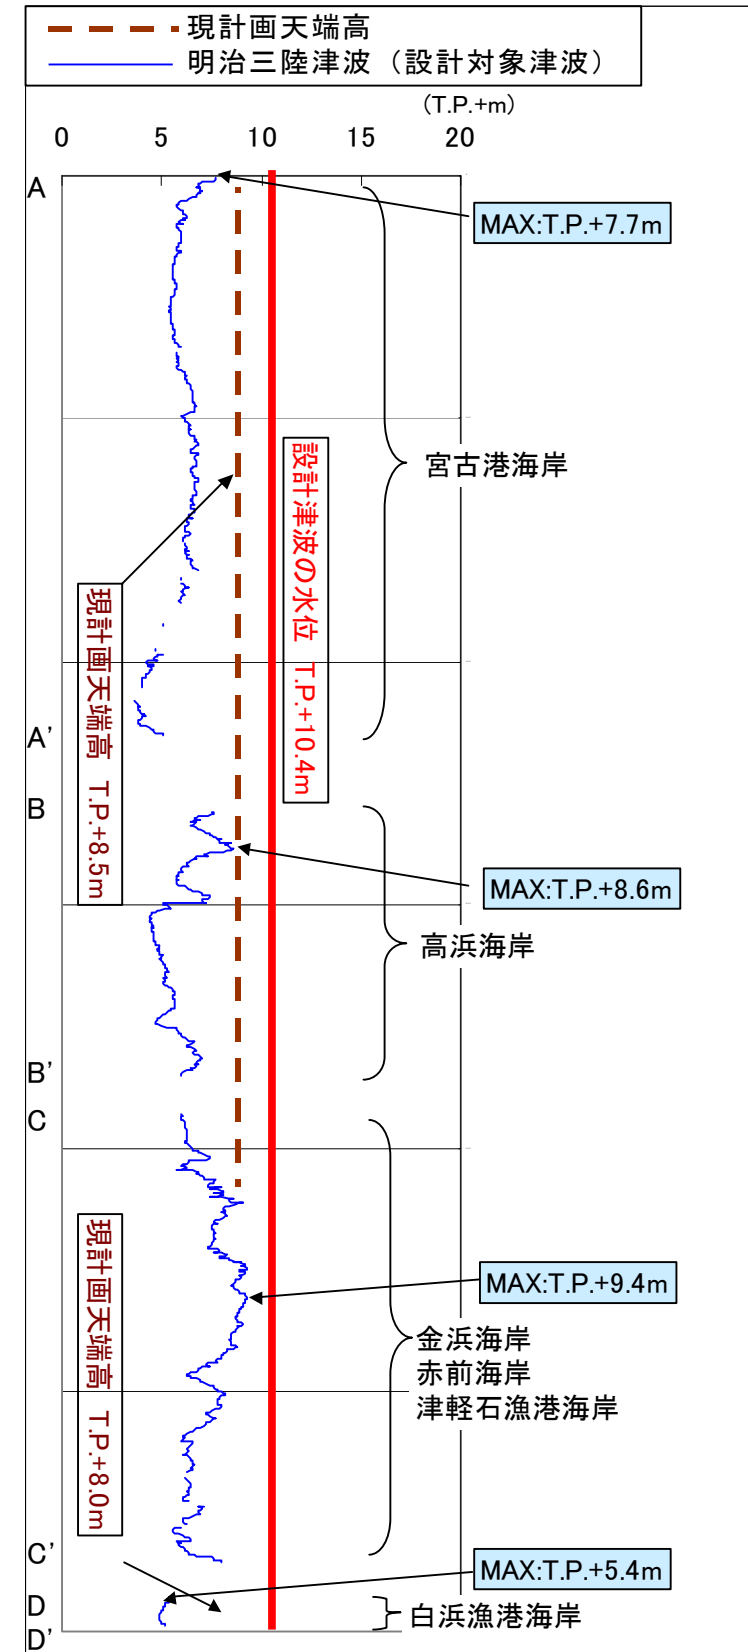 現計画天端高
明治三陸津波（設計対象津波）
(T.P.+m)
0 5 10 15 20
A
MAX:T.P.+7.7m
宮古港海岸
設計津波の水位 T.P.+10.4m
現計画天端高 T.P.+8.5m
A'
B
MAX:T.P.+8.6m
高浜海岸
B'
C
現計画天端高 T.P.+8.0m
MAX:T.P.+9.4m
金浜海岸
赤前海岸
津軽石漁港海岸
C'
MAX:T.P.+5.4m
D
白浜漁港海岸
D'